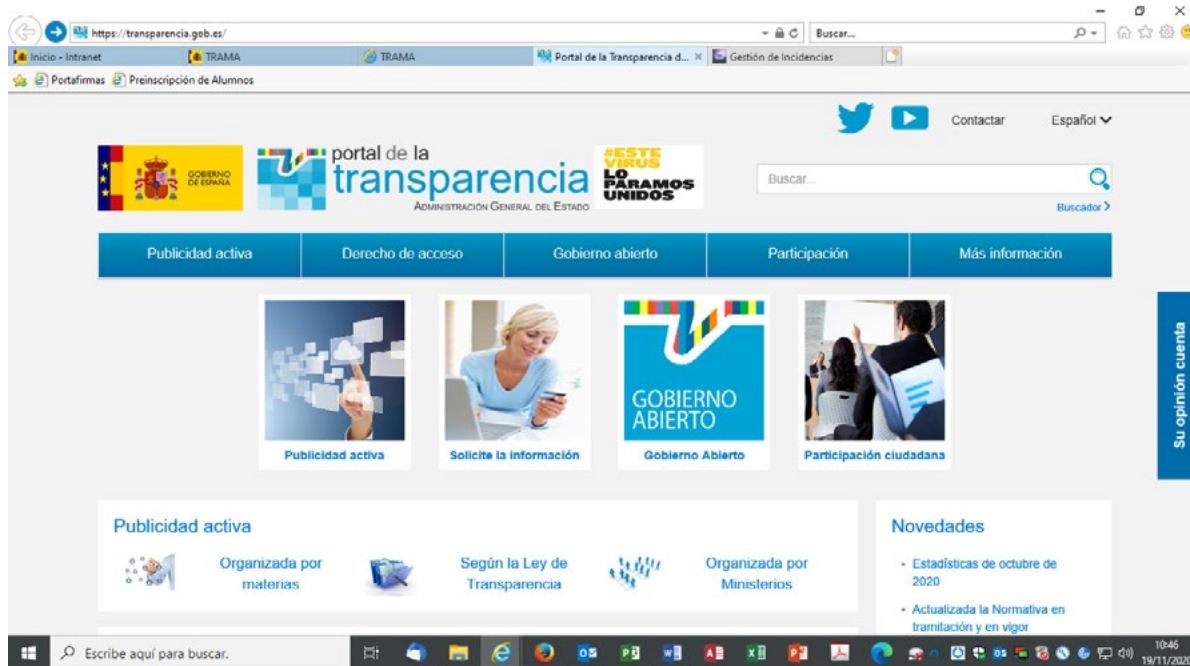 https://transparencia.gob.es/
Buscar...
Inicio - Intranet
TRAMA
TRAMA
Portal de la Transparencia d...
Gestión de Incidencias
Portafirmas
Preinscripción de Alumnos
Contactar
Español
GOBIERNO
DE ESPAÑA
portal de la
transparencia
ADMINISTRACIÓN GENERAL DEL ESTADO
#ESTE
VIRUS
LO
PARAMOS
UNIDOS
Buscar...
Buscador
Publicidad activa
Derecho de acceso
Gobierno abierto
Participación
Más información
GOBIERNO
ABIERTO
Publicidad activa
Solicite la información
Gobierno Abierto
Participación ciudadana
Su opinión cuenta
Publicidad activa
Organizada por
materias
Según la Ley de
Transparencia
Organizada por
Ministerios
Novedades
Estadísticas de octubre de
2020
Actualizada la Normativa en
tramitación y en vigor
Escribe aquí para buscar.
10:46